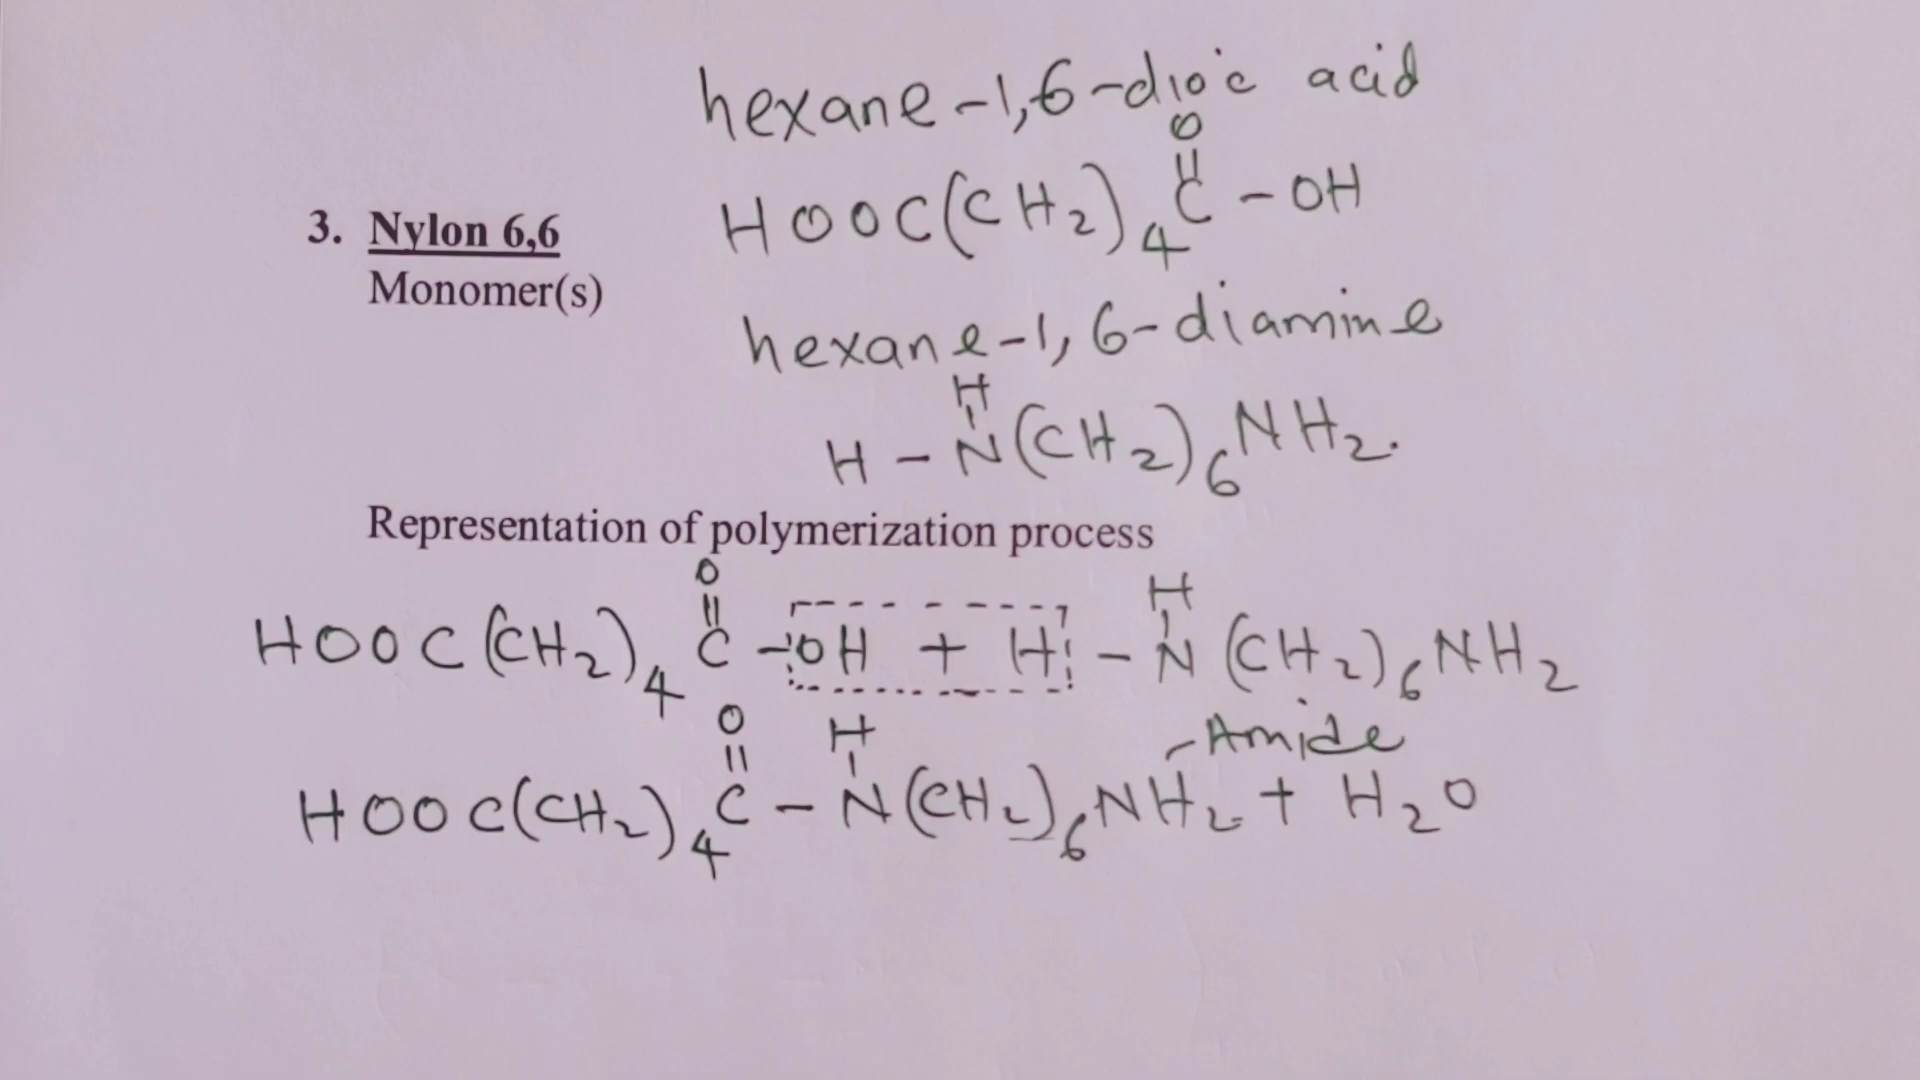 hexane-1,6-dioic acid
O
||
HOOC(CH₂)₄C-OH
3. Nylon 6,6
Monomer(s)
hexane-1,6-diamine
H
H-N(CH₂)₆NH₂.
Representation of polymerization process
O H
||
HOOC(CH₂)₄C-OH + H-N(CH₂)₆NH₂
O H -Amide
||
HOOC(CH₂)₄C-N(CH₂)₆NH₂ + H₂O